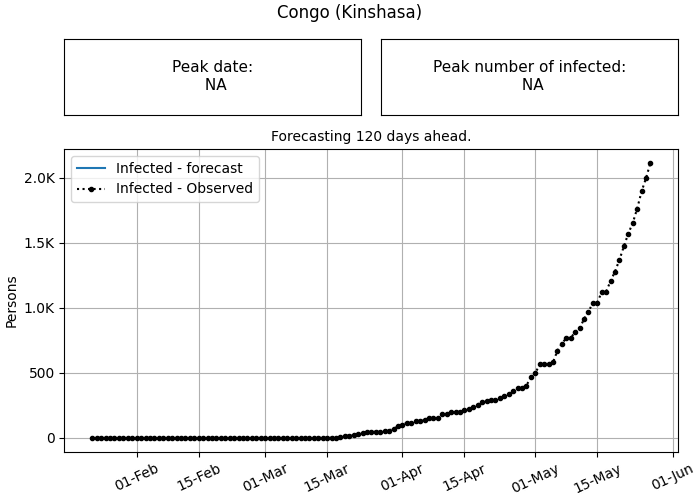 Congo (Kinshasa)
Peak date:
NA
Peak number of infected:
NA
Forecasting 120 days ahead.
Infected - forecast
Infected - Observed
2.0K
1.5K
1.0K
500
0
Persons
01-Feb
15-Feb
01-Mar
15-Mar
01-Apr
15-Apr
01-May
15-May
01-Jun